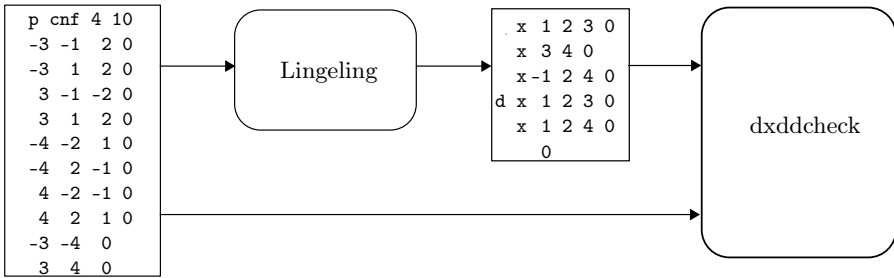 p cnf 4 10
-3 -1 2 0
-3 1 2 0
3 -1 -2 0
3 1 2 0
-4 -2 1 0
-4 2 -1 0
4 -2 -1 0
4 2 1 0
-3 -4 0
3 4 0
Lingeling
x 1 2 3 0
x 3 4 0
x -1 2 4 0
d x 1 2 3 0
x 1 2 4 0
0
dxddcheck